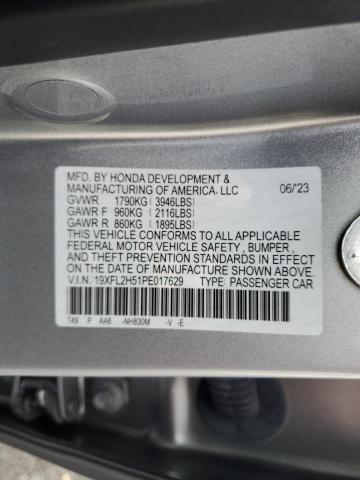 MFD. BY HONDA DEVELOPMENT &
MANUFACTURING OF AMERICA, LLC 06/'23
GVWR 1790KG (3946LBS)
GAWR F 960KG (2116LBS)
GAWR R 860KG (1895LBS)
THIS VEHICLE CONFORMS TO ALL APPLICABLE
FEDERAL MOTOR VEHICLE SAFETY , BUMPER ,
AND THEFT PREVENTION STANDARDS IN EFFECT
ON THE DATE OF MANUFACTURE SHOWN ABOVE.
V.I.N.:19XFL2H51PE017629 TYPE: PASSENGER CAR
T49 P AA6 -NH830M -V -E